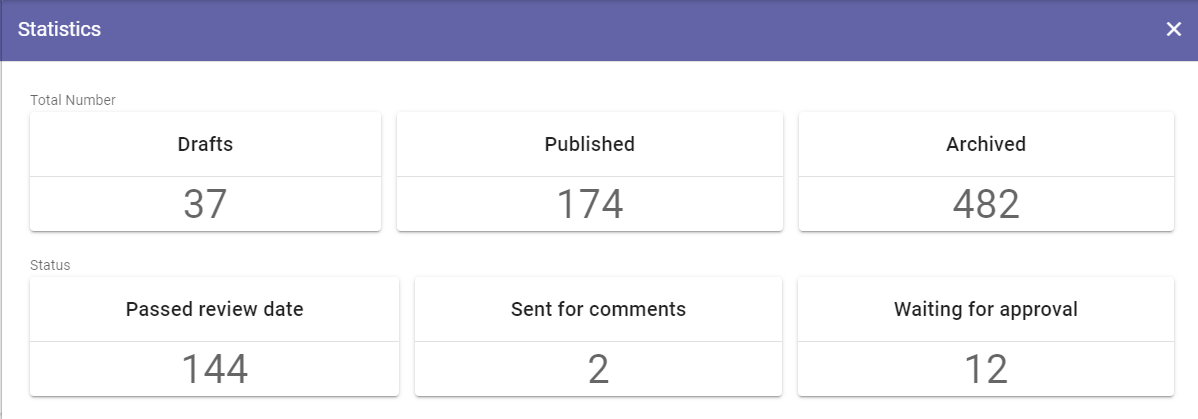 Statistics
Total Number
Drafts
Published
Archived
37
174
482
Status
Passed review date
Sent for comments
Waiting for approval
144
2
12